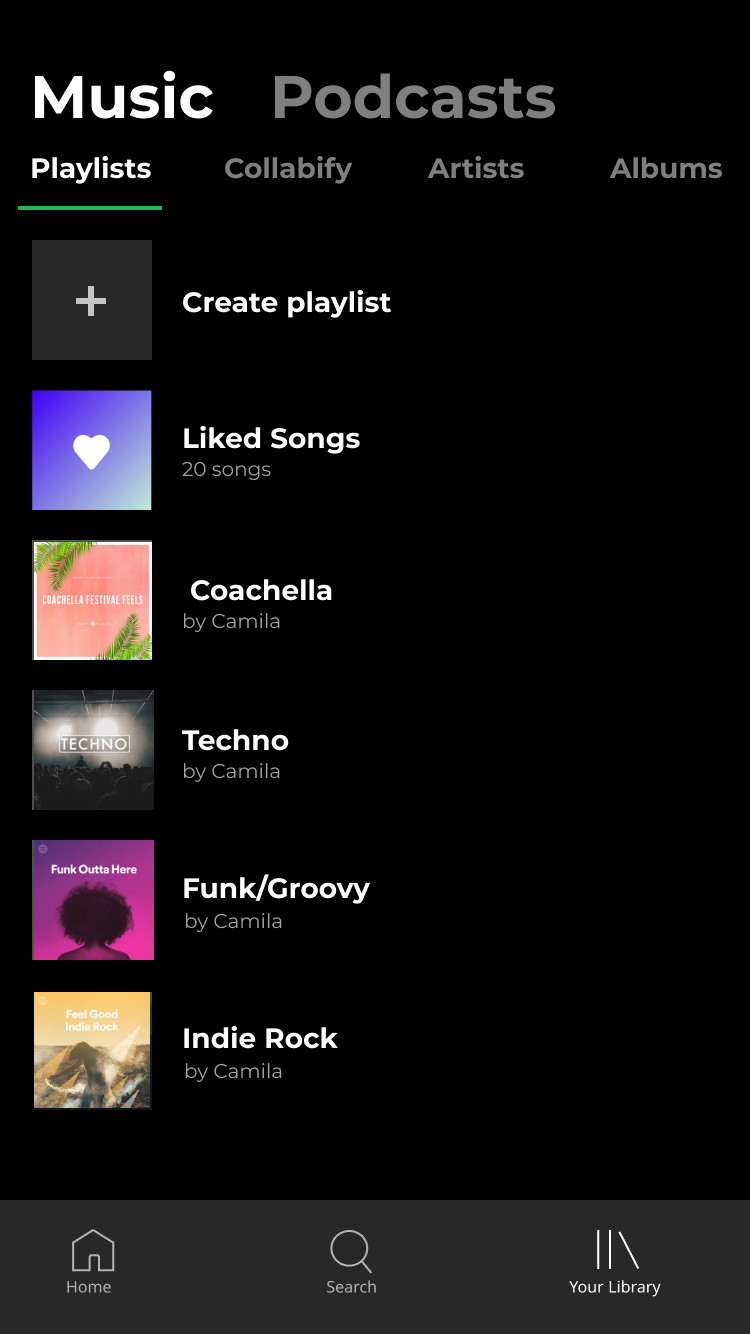 Music Podcasts
Playlists Collabify Artists Albums
Create playlist
Liked Songs
20 songs
COACHELLA FESTIVAL FEELS
Coachella
by Camila
TECHNO
Techno
by Camila
Funk Outta Here
Funk/Groovy
by Camila
Feel Good
Indie Rock
Indie Rock
by Camila
Home Search Your Library